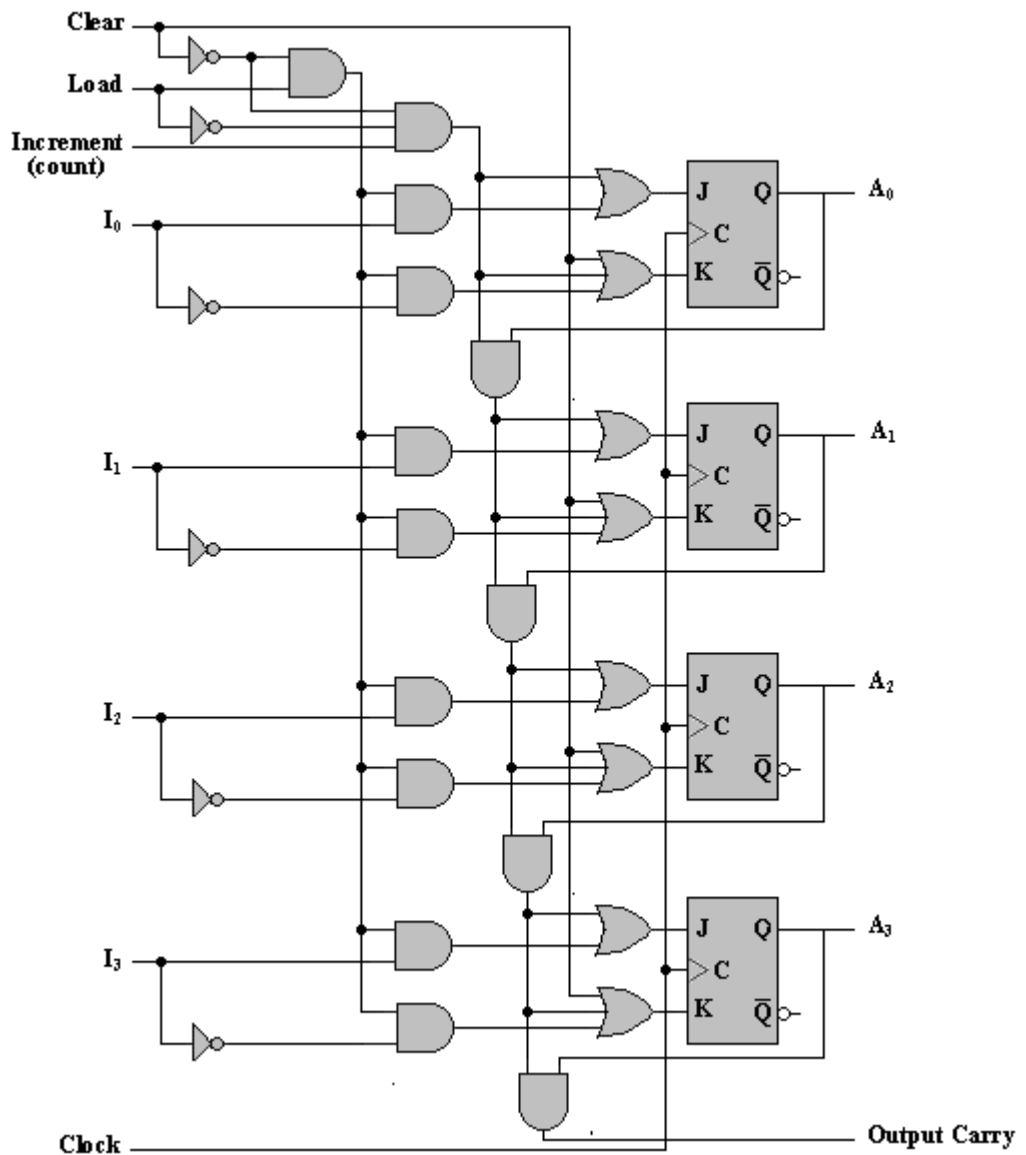 Clear
Load
Increment
(count)
I₀
J Q A₀
C
K Q̅
I₁
J Q A₁
C
K Q̅
I₂
J Q A₂
C
K Q̅
I₃
J Q A₃
C
K Q̅
Clock
Output Carry